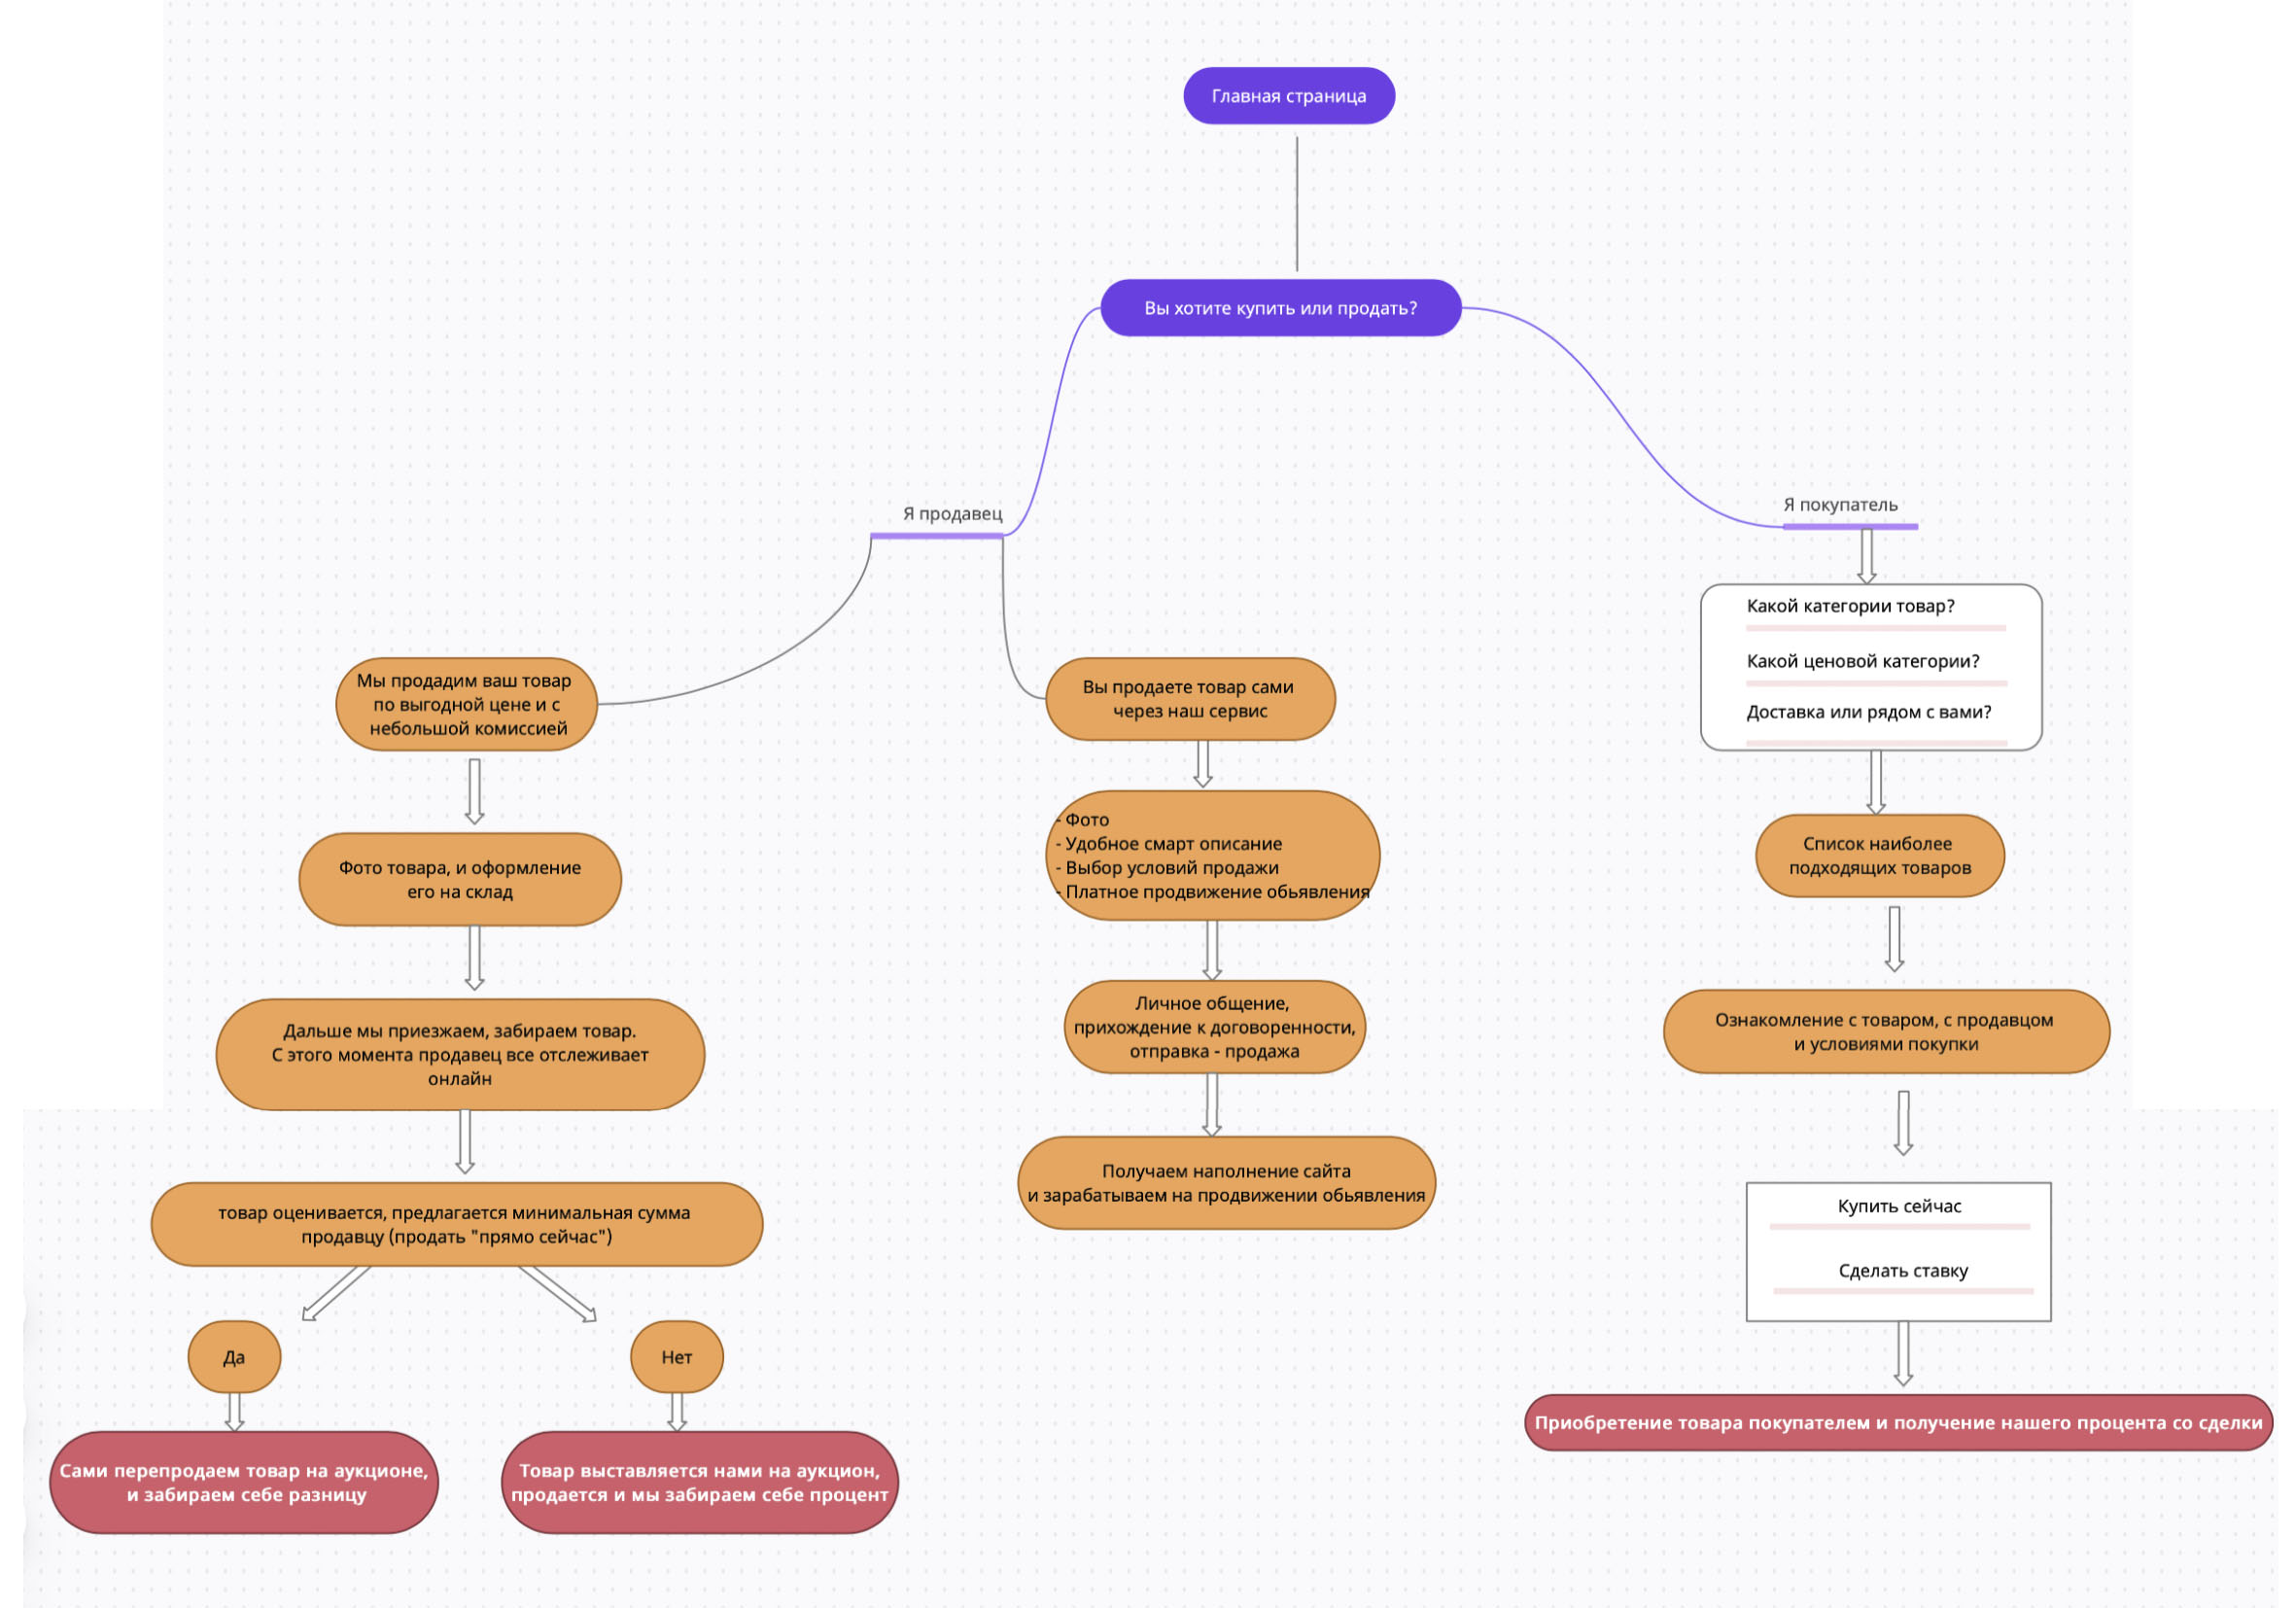 Главная страница
Вы хотите купить или продать?
Я продавец
Я покупатель
Мы продадим ваш товар
по выгодной цене и с
небольшой комиссией
Фото товара, и оформление
его на склад
Дальше мы приезжаем, забираем товар.
С этого момента продавец все отслеживает
онлайн
товар оценивается, предлагается минимальная сумма
продавцу (продать "прямо сейчас")
Да
Нет
Сами перепродаем товар на аукционе,
и забираем себе разницу
Товар выставляется нами на аукцион,
продается и мы забираем себе процент
Вы продаете товар сами
через наш сервис
- Фото
- Удобное смарт описание
- Выбор условий продажи
- Платное продвижение обьявления
Личное общение,
прихождение к договоренности,
отправка - продажа
Получаем наполнение сайта
и зарабатываем на продвижении обьявления
Какой категории товар?
Какой ценовой категории?
Доставка или рядом с вами?
Список наиболее
подходящих товаров
Ознакомление с товаром, с продавцом
и условиями покупки
Купить сейчас
Сделать ставку
Приобретение товара покупателем и получение нашего процента со сделки